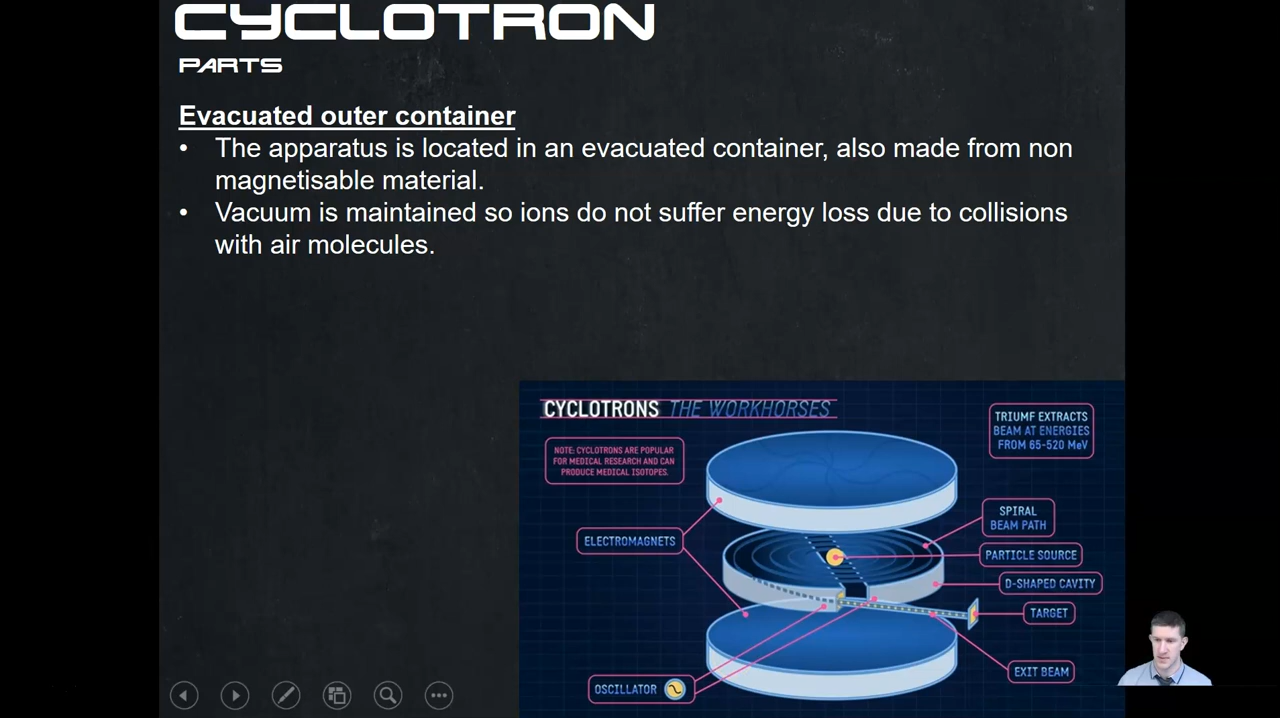 CYCLOTRON
PARTS
Evacuated outer container
• The apparatus is located in an evacuated container, also made from non
magnetisable material.
• Vacuum is maintained so ions do not suffer energy loss due to collisions
with air molecules.
CYCLOTRONS THE WORKHORSES
NOTE: CYCLOTRONS ARE POPULAR
FOR MEDICAL RESEARCH AND CAN
PRODUCE MEDICAL ISOTOPES.
TRIUMF EXTRACTS
BEAM AT ENERGIES
FROM 65-520 MeV
ELECTROMAGNETS
SPIRAL
BEAM PATH
PARTICLE SOURCE
D-SHAPED CAVITY
TARGET
EXIT BEAM
OSCILLATOR